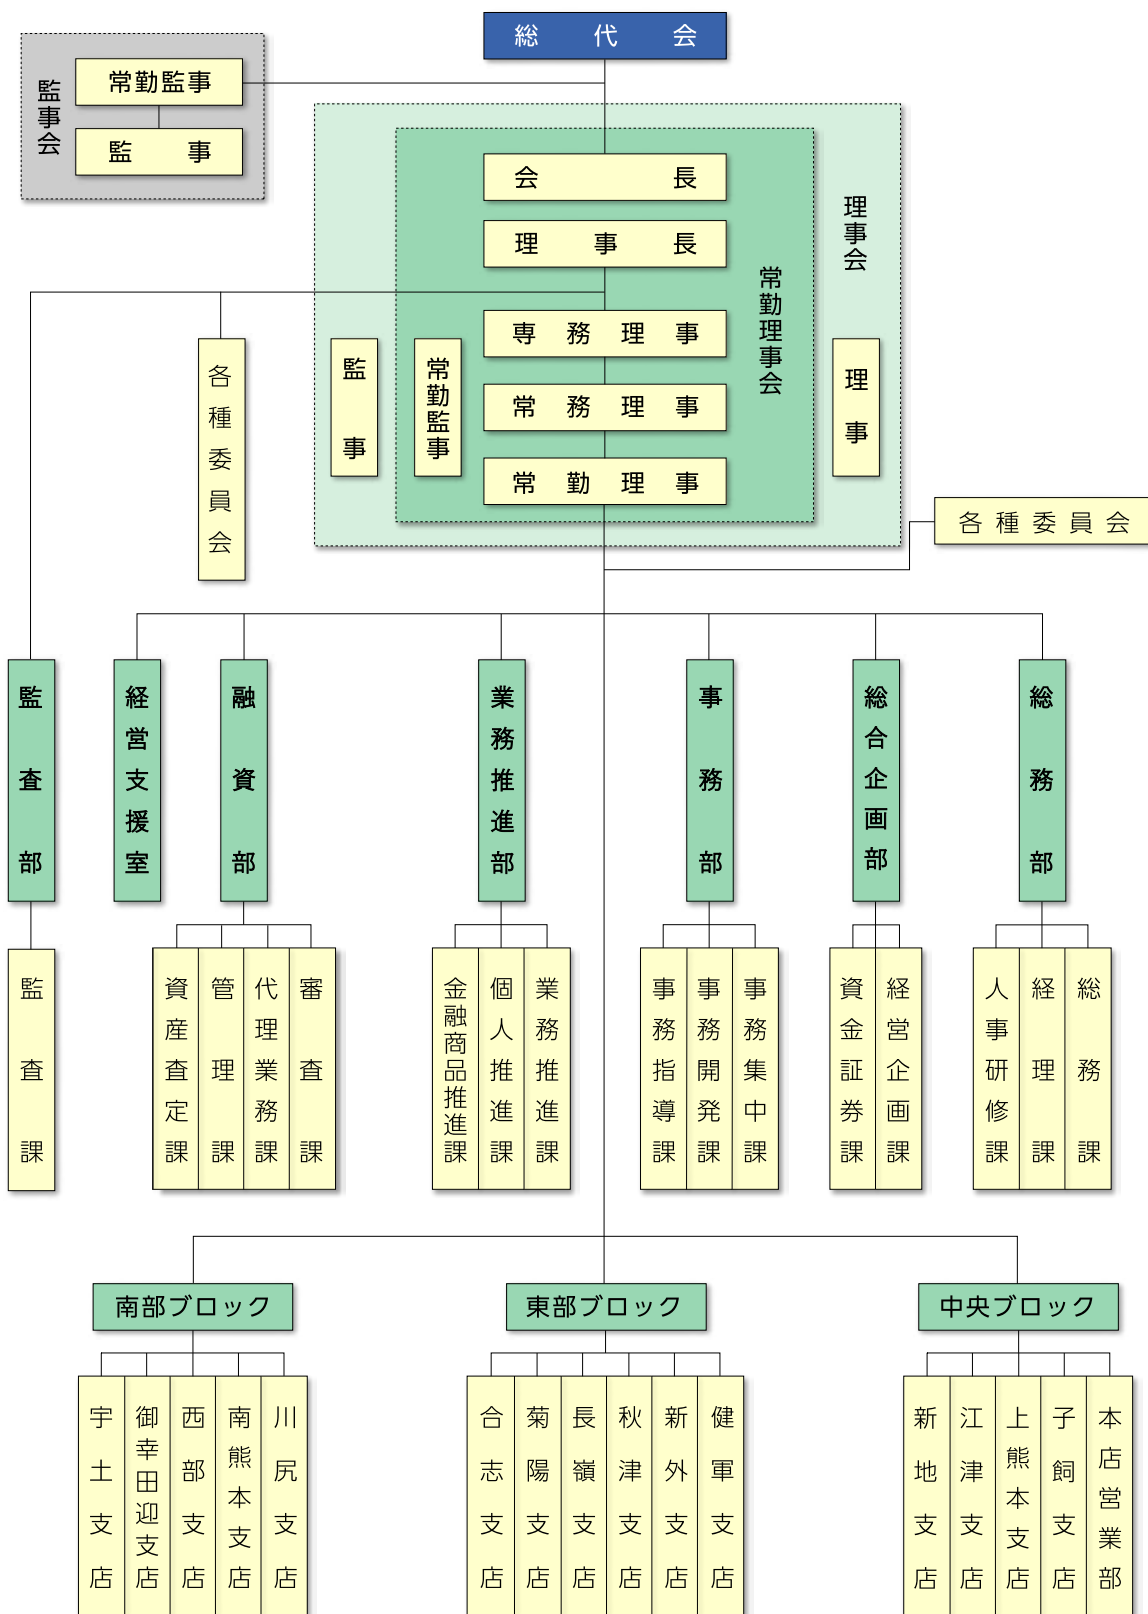 総代会
監事会
常勤監事
監事
会長
理事長
専務理事
常務理事
常勤理事
常勤理事会
理事会
監事
常勤監事
理事
各種委員会
各種委員会
監査部
経営支援室
融資部
業務推進部
事務部
総合企画部
総務部
監査課
資産査定課
管理課
代理業務課
審査課
金融商品推進課
個人推進課
業務推進課
事務指導課
事務開発課
事務集中課
資金証券課
経営企画課
人事研修課
経理課
総務課
南部ブロック
東部ブロック
中央ブロック
宇土支店
御幸田迎支店
西部支店
南熊本支店
川尻支店
合志支店
菊陽支店
長嶺支店
秋津支店
新外支店
健軍支店
新地支店
江津支店
上熊本支店
子飼支店
本店営業部